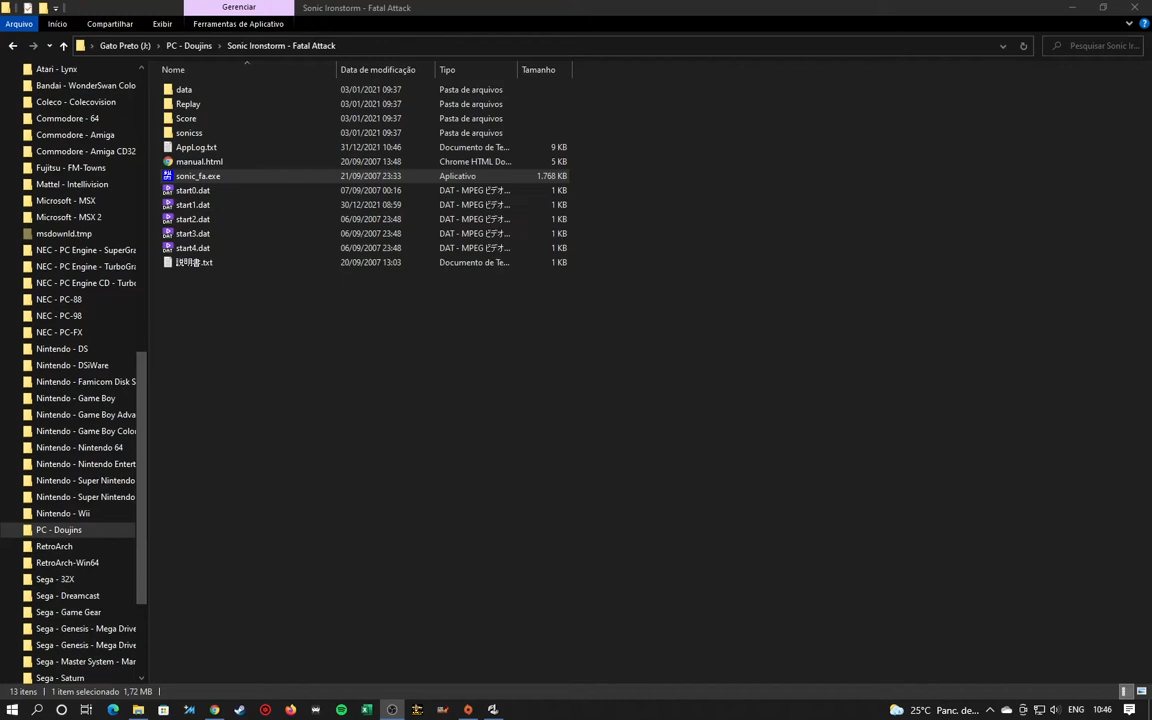 Gerenciar
Sonic Ironstorm - Fatal Attack
Arquivo
Início
Compartilhar
Exibir
Ferramentas de Aplicativo
Gato Preto (J:)
PC - Doujins
Sonic Ironstorm - Fatal Attack
Pesquisar Sonic Ir...
Atari - Lynx
Bandai - WonderSwan Colo
Coleco - Colecovision
Commodore - 64
Commodore - Amiga
Commodore - Amiga CD32
Fujitsu - FM-Towns
Mattel - Intellivision
Microsoft - MSX
Microsoft - MSX 2
msdownld.tmp
NEC - PC Engine - SuperGra
NEC - PC Engine - TurboGra
NEC - PC Engine CD - Turbo
NEC - PC-88
NEC - PC-98
NEC - PC-FX
Nintendo - DS
Nintendo - DSiWare
Nintendo - Famicom Disk S
Nintendo - Game Boy
Nintendo - Game Boy Adva
Nintendo - Game Boy Color
Nintendo - Nintendo 64
Nintendo - Nintendo Entert
Nintendo - Super Nintendo
Nintendo - Super Nintendo
Nintendo - Wii
PC - Doujins
RetroArch
RetroArch-Win64
Sega - 32X
Sega - Dreamcast
Sega - Game Gear
Sega - Genesis - Mega Drive
Sega - Genesis - Mega Drive
Sega - Master System - Mar
Sega - Saturn
Nome Data de modificação Tipo Tamanho
data 03/01/2021 09:37 Pasta de arquivos
Replay 03/01/2021 09:37 Pasta de arquivos
Score 03/01/2021 09:37 Pasta de arquivos
sonicss 03/01/2021 09:37 Pasta de arquivos
AppLog.txt 31/12/2021 10:46 Documento de Te... 9 KB
manual.html 20/09/2007 13:48 Chrome HTML Do... 5 KB
sonic_fa.exe 21/09/2007 23:33 Aplicativo 1.768 KB
start0.dat 07/09/2007 00:16 DAT - MPEG ビデオ... 1 KB
start1.dat 30/12/2021 08:59 DAT - MPEG ビデオ... 1 KB
start2.dat 06/09/2007 23:48 DAT - MPEG ビデオ... 1 KB
start3.dat 06/09/2007 23:48 DAT - MPEG ビデオ... 1 KB
start4.dat 06/09/2007 23:48 DAT - MPEG ビデオ... 1 KB
説明書.txt 20/09/2007 13:03 Documento de Te... 1 KB
13 itens
1 item selecionado 1,72 MB
25°C Panc. de...
ENG
10:46